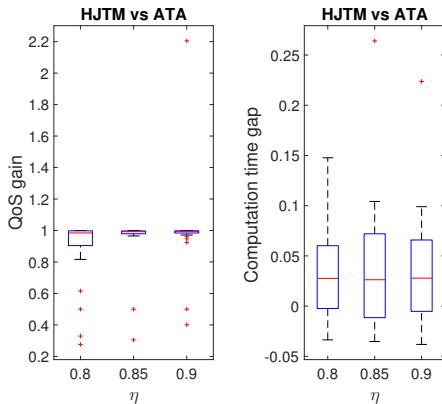 HJTM vs ATA
QoS gain
2.2
2
1.8
1.6
1.4
1.2
1
0.8
0.6
0.4
0.2
0.8 0.85 0.9
η
HJTM vs ATA
Computation time gap
0.25
0.2
0.15
0.1
0.05
0
-0.05
0.8 0.85 0.9
η